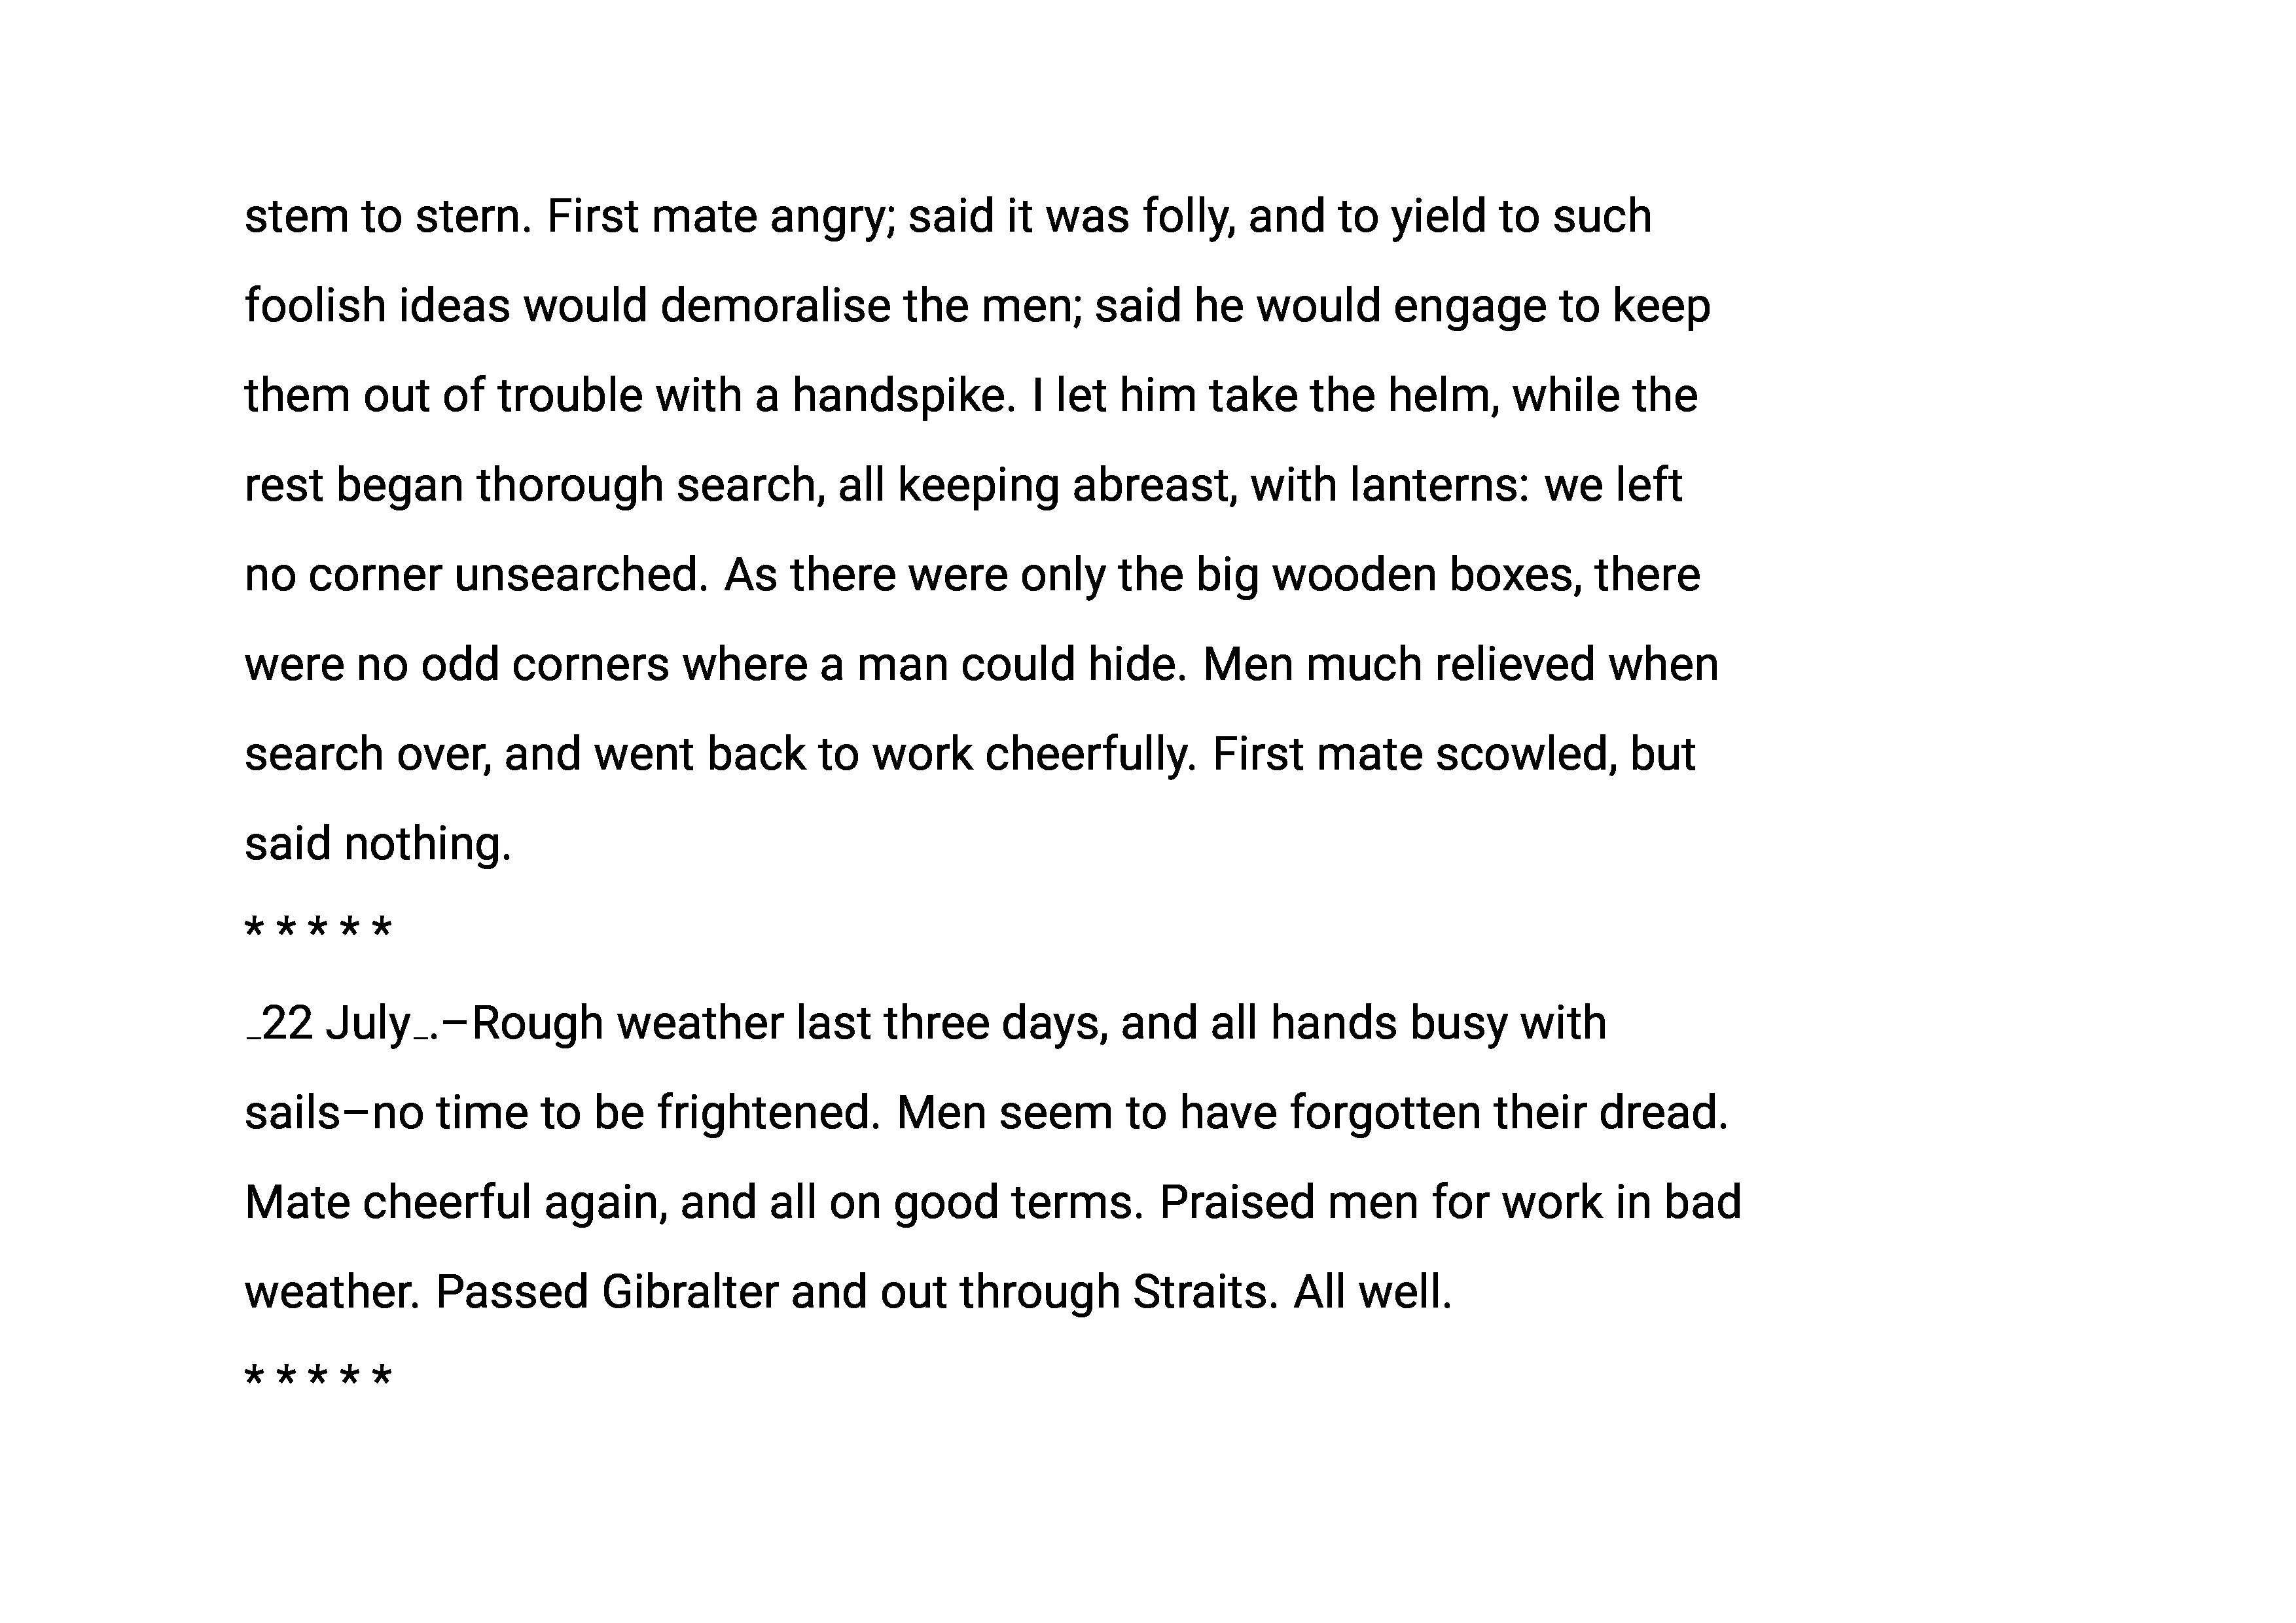 stem to stern. First mate angry; said it was folly, and to yield to such
foolish ideas would demoralise the men; said he would engage to keep
them out of trouble with a handspike. I let him take the helm, while the
rest began thorough search, all keeping abreast, with lanterns: we left
no corner unsearched. As there were only the big wooden boxes, there
were no odd corners where a man could hide. Men much relieved when
search over, and went back to work cheerfully. First mate scowled, but
said nothing.
* * * * *
_22 July_.–Rough weather last three days, and all hands busy with
sails–no time to be frightened. Men seem to have forgotten their dread.
Mate cheerful again, and all on good terms. Praised men for work in bad
weather. Passed Gibralter and out through Straits. All well.
* * * * *